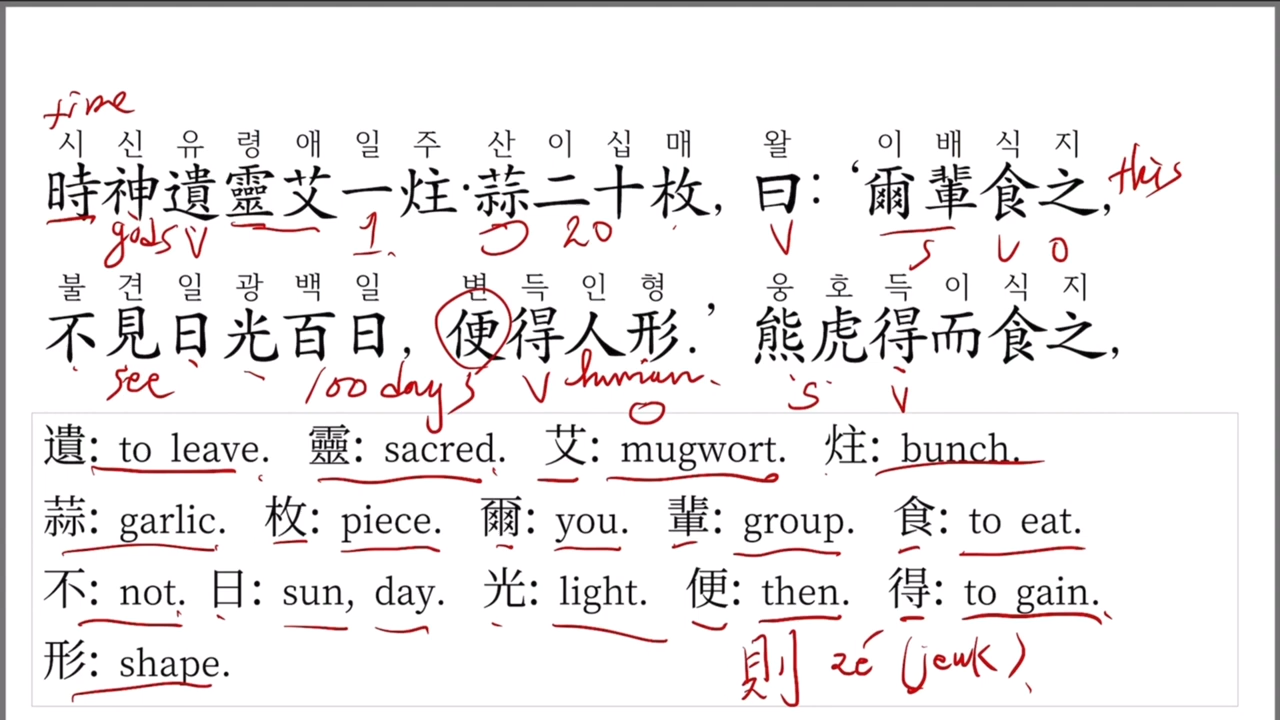 time
시 신 유 령 애 일 주 산 이 십 매 왈 이 배 식 지
時神遺靈艾一炷·蒜二十枚, 曰: ‘爾輩食之, this
gods V 1. 20 V S V O
불 견 일 광 백 일 변 득 인 형 웅 호 득 이 식 지
不見日光百日, 便得人形.’ 熊虎得而食之,
see 100 days V human S V
O
遺: to leave. 靈: sacred. 艾: mugwort. 炷: bunch.
蒜: garlic. 枚: piece. 爾: you. 輩: group. 食: to eat.
不: not. 日: sun, day. 光: light. 便: then. 得: to gain.
形: shape.
則 zé (jeuk)